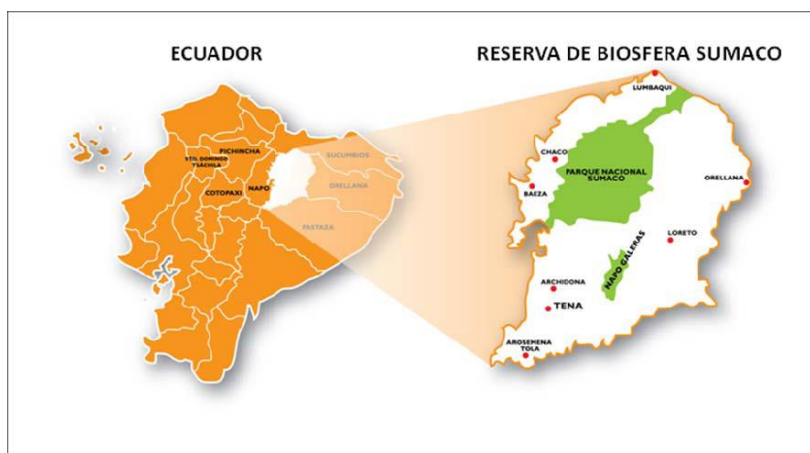 ECUADOR
PICHINCHA
STO. DOMINGO
TSÁCHILA
COTOPAXI
NAPO
SUCUMBIOS
ORELLANA
PASTAZA
RESERVA DE BIOSFERA SUMACO
LUMBAQUI
CHACO
PARQUE NACIONAL
SUMACO
BAEZA
ORELLANA
LORETO
NAPO GALERAS
ARCHIDONA
TENA
AROSEMENA
TOLA